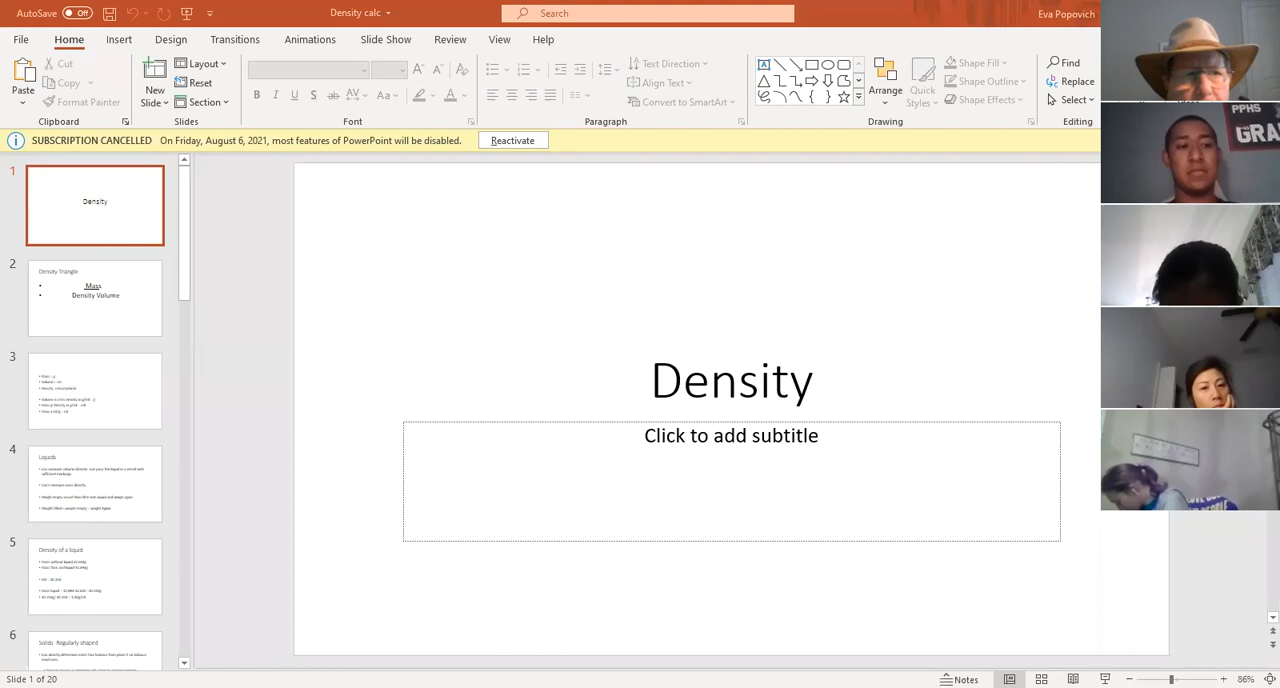 AutoSave Off
Density calc
Search
Eva Popovich
File Home Insert Design Transitions Animations Slide Show Review View Help
Paste
Cut
Copy
Format Painter
Clipboard
New Slide
Layout
Reset
Section
Slides
Font
Paragraph
Text Direction
Align Text
Convert to SmartArt
Drawing
Arrange
Quick Styles
Shape Fill
Shape Outline
Shape Effects
Find
Replace
Select
Editing
SUBSCRIPTION CANCELLED On Friday, August 6, 2021, most features of PowerPoint will be disabled. Reactivate
1
Density
2
Density Triangle
Mass
Density Volume
3
4
Liquids
5
Density of a liquid
6
Solids Regularly shaped
Density
Click to add subtitle
PPHS
GRA
Slide 1 of 20
Notes
86%